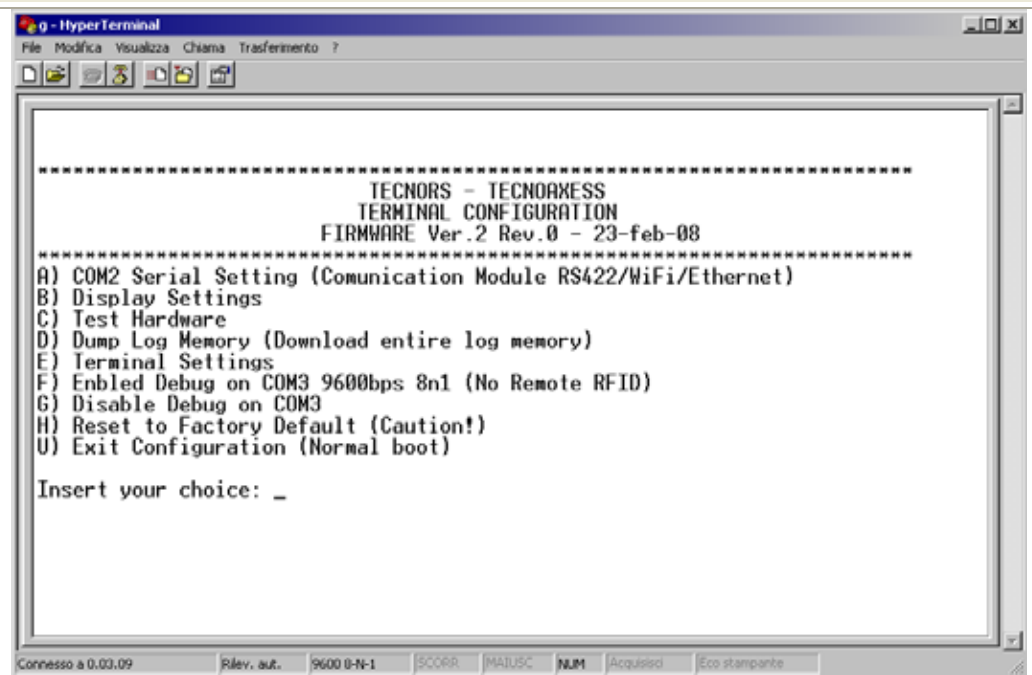 g - HyperTerminal
File Modifica Visualizza Chiama Trasferimento ?
****************************************************************************
TECNORS - TECNOAXESS
TERMINAL CONFIGURATION
FIRMWARE Ver.2 Rev.0 - 23-feb-08
****************************************************************************
A) COM2 Serial Setting (Comunication Module RS422/WiFi/Ethernet)
B) Display Settings
C) Test Hardware
D) Dump Log Memory (Download entire log memory)
E) Terminal Settings
F) Enbled Debug on COM3 9600bps 8n1 (No Remote RFID)
G) Disable Debug on COM3
H) Reset to Factory Default (Caution!)
U) Exit Configuration (Normal boot)
Insert your choice: _
Connesso a 0.03.09 Rilev. aut. 9600 8-N-1 SCORR MAIUSC NUM Acquisisci Eco stampante